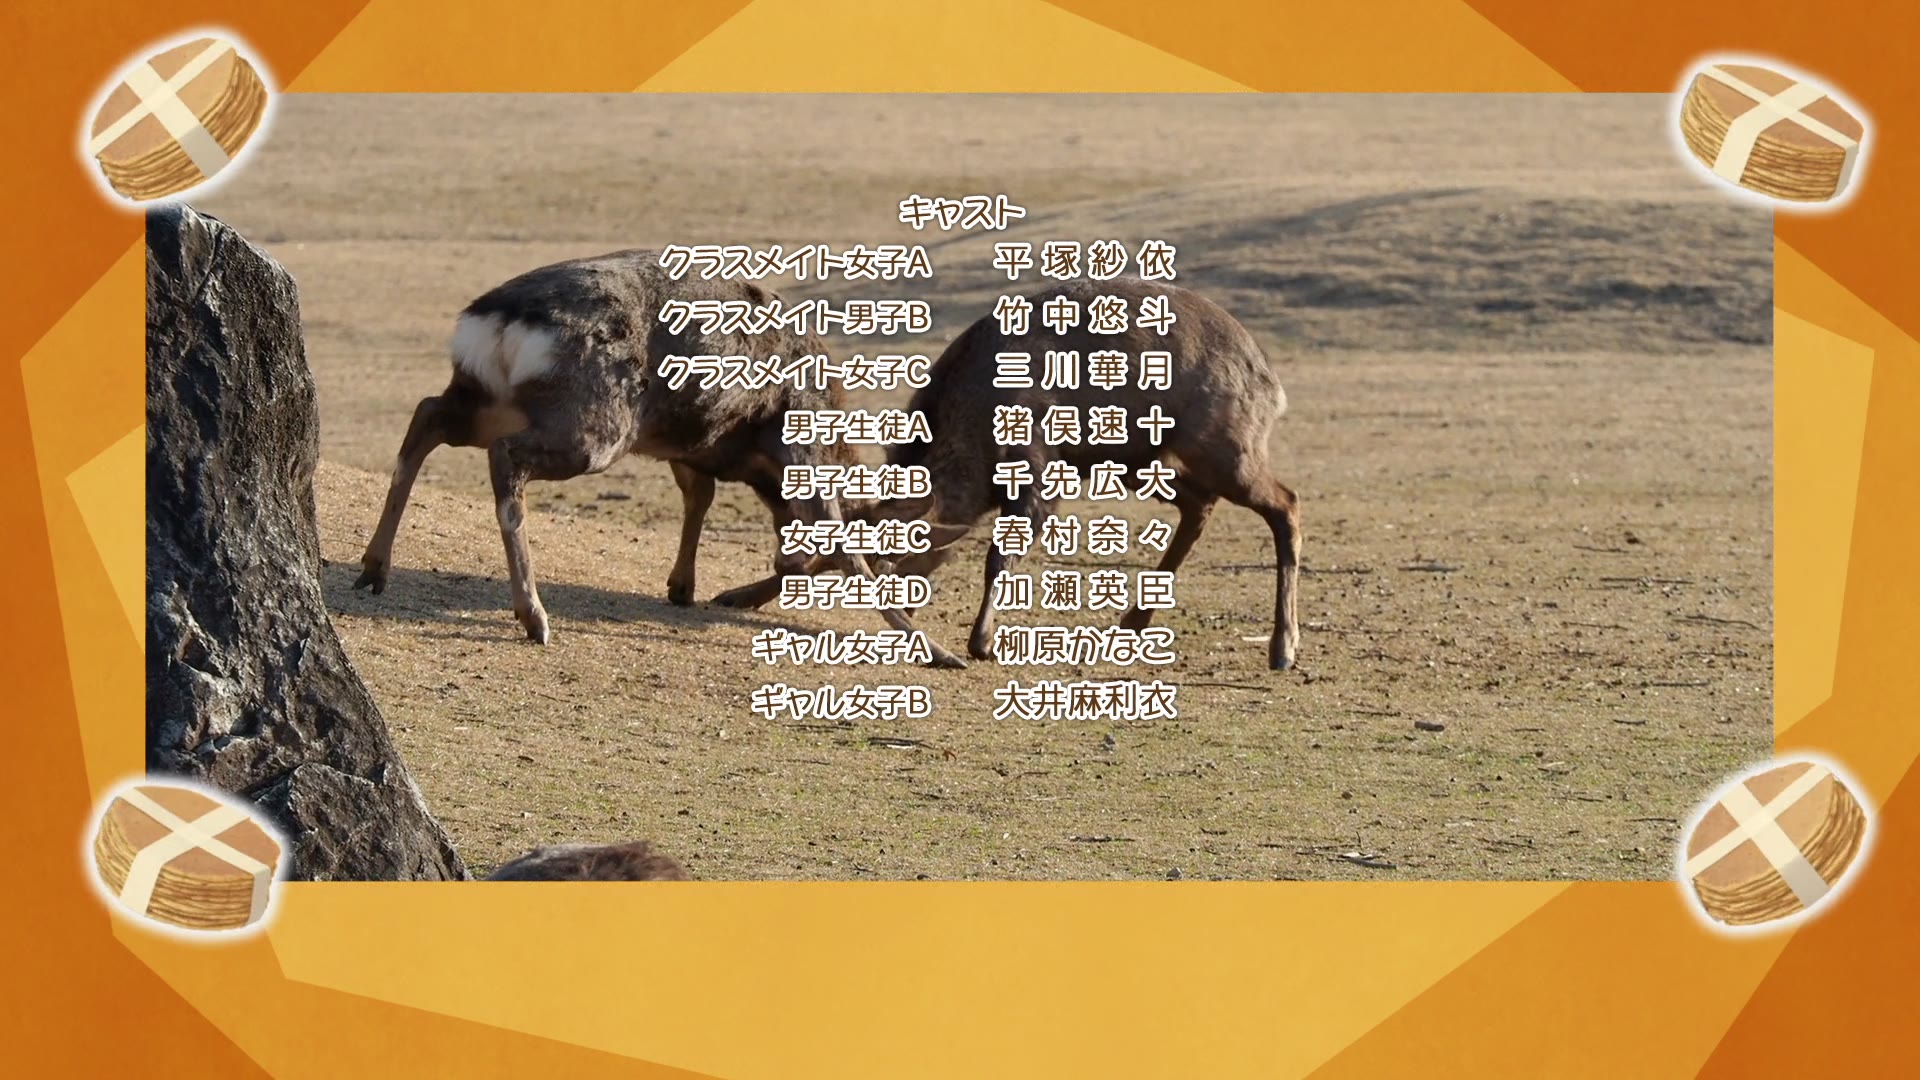 キャスト
クラスメイト女子A 平塚紗依
クラスメイト男子B 竹中悠斗
クラスメイト女子C 三川華月
男子生徒A 猪俣速十
男子生徒B 千先広大
女子生徒C 春村奈々
男子生徒D 加瀬英臣
ギャル女子A 柳原かなこ
ギャル女子B 大井麻利衣